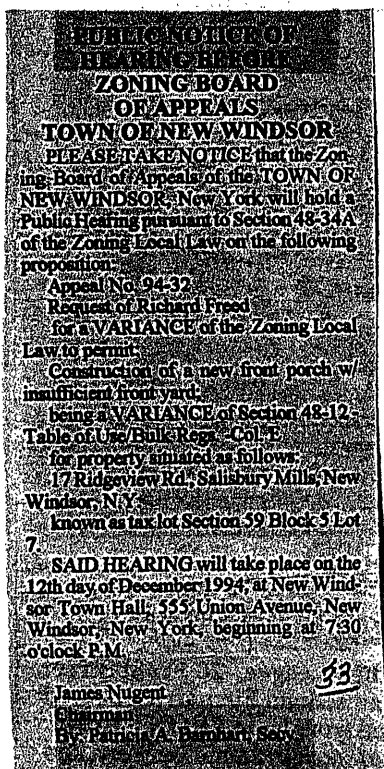 PUBLIC NOTICE OF
HEARING BEFORE
ZONING BOARD
OF APPEALS
TOWN OF NEW WINDSOR
PLEASE TAKE NOTICE that the Zon-
ing Board of Appeals of the TOWN OF
NEW WINDSOR, New York will hold a
Public Hearing pursuant to Section 48-34A
of the Zoning Local Law on the following
proposition:
Appeal No. 94-32
Request of Richard Freed
for a VARIANCE of the Zoning Local
Law to permit:
Construction of a new front porch w/
insufficient front yard;
being a VARIANCE of Section 48-12 -
Table of Use/Bulk Regs. - Col. E
for property situated as follows:
17 Ridgeview Rd., Salisbury Mills, New
Windsor, N.Y.
known as tax lot Section 59 Block 5 Lot
7.
SAID HEARING will take place on the
12th day of December 1994, at New Wind-
sor Town Hall, 555 Union Avenue, New
Windsor, New York, beginning at 7:30
o'clock P.M.
33
James Nugent
Chairman
By: Patricia A. Barnhart, Secy.